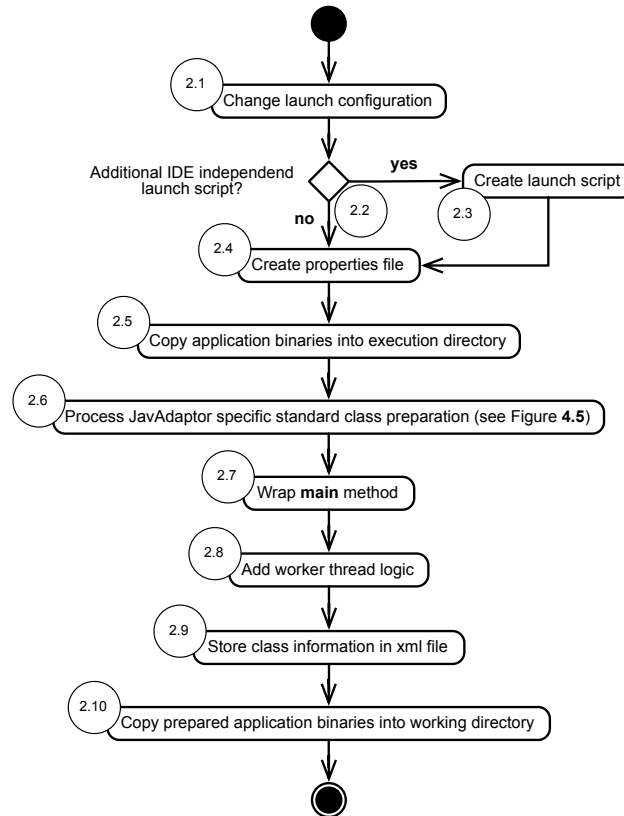 2.1
Change launch configuration
Additional IDE independend
launch script?
yes
no
2.2
2.3
Create launch script
2.4
Create properties file
2.5
Copy application binaries into execution directory
2.6
Process JavAdaptor specific standard class preparation (see Figure 4.5)
2.7
Wrap main method
2.8
Add worker thread logic
2.9
Store class information in xml file
2.10
Copy prepared application binaries into working directory